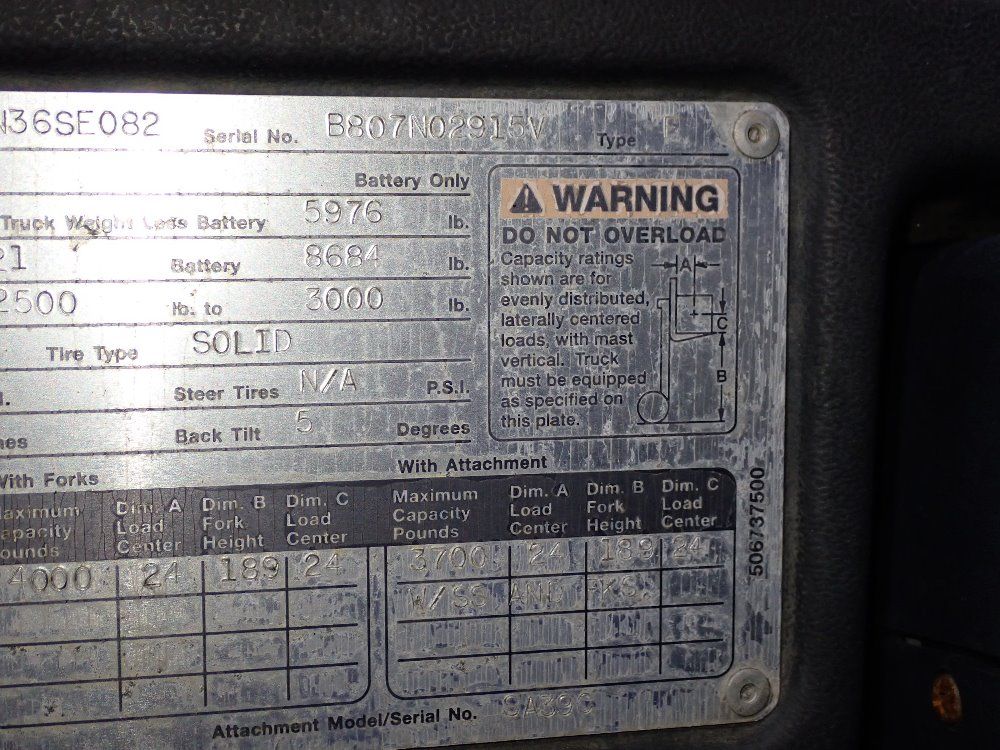 N36SE082 Serial No. B807N02915V Type E
Battery Only
Truck Weight Less Battery 5976 lb.
21 Battery 8684 lb.
2500 lb. to 3000 lb.
Tire Type SOLID
Steer Tires N/A P.S.I.
Back Tilt 5 Degrees
WARNING
DO NOT OVERLOAD
Capacity ratings
shown are for
evenly distributed,
laterally centered
loads, with mast
vertical. Truck
must be equipped
as specified on
this plate.
A
C
B
With Forks
Maximum Capacity Pounds
Dim. A Load Center
Dim. B Fork Height
Dim. C Load Center
4000 24 189 24
With Attachment
Maximum Capacity Pounds
Dim. A Load Center
Dim. B Fork Height
Dim. C Load Center
3700 24 189 24
W/SS AND FKS.
Attachment Model/Serial No. SA39C
506737500